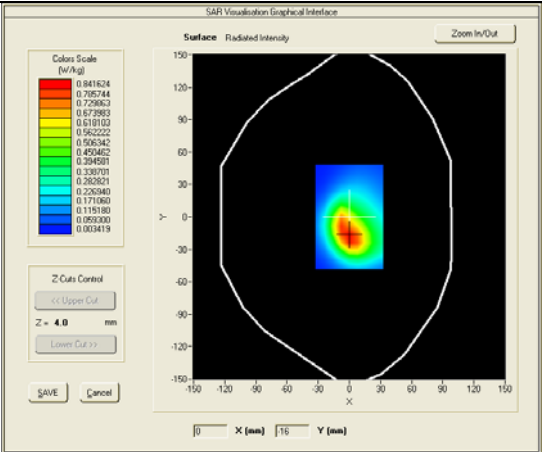 SAR Visualisation Graphical Interface
Surface Radiated Intensity
Zoom In/Out
Colors Scale
(W/kg)
0.841624
0.785744
0.729863
0.673983
0.618103
0.562222
0.506342
0.450462
0.394581
0.338701
0.282821
0.226940
0.171060
0.115180
0.059300
0.003419
Z-Cuts Control
<< Upper Cut
Z = 4.0 mm
Lower Cut >>
SAVE Cancel
150
120
90
60
30
0
-30
-60
-90
-120
-150
Y
-150 -120 -90 -60 -30 0 30 60 90 120 150
X
0 X (mm) -16 Y (mm)